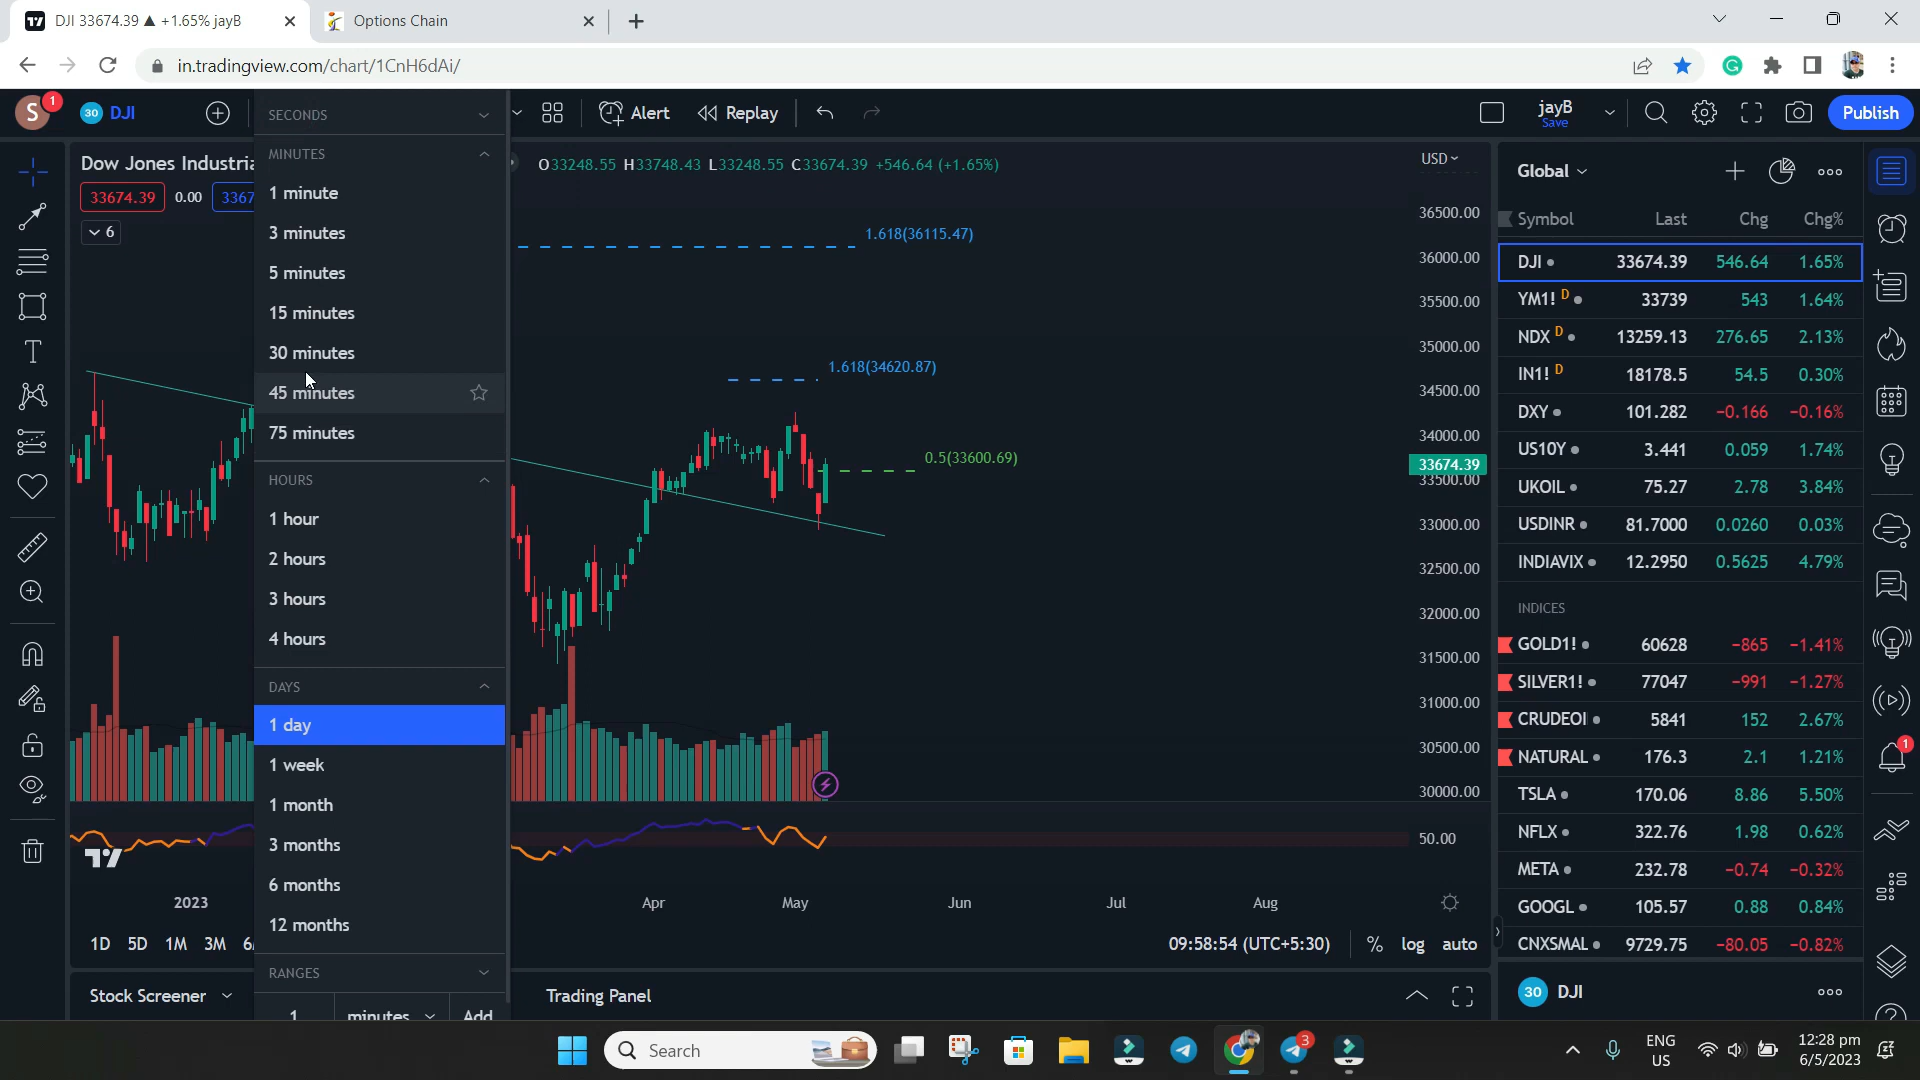 DJI 33674.39 ▲ +1.65% jayB
Options Chain
in.tradingview.com/chart/1CnH6dAi/
S
1
30
DJI
Alert
Replay
jayB
Save
Publish
SECONDS
MINUTES
1 minute
3 minutes
5 minutes
15 minutes
30 minutes
45 minutes
75 minutes
HOURS
1 hour
2 hours
3 hours
4 hours
DAYS
1 day
1 week
1 month
3 months
6 months
12 months
RANGES
1 minutes Add
Dow Jones Industria
33674.39 0.00 3367
6
O33248.55 H33748.43 L33248.55 C33674.39 +546.64 (+1.65%)
1.618(36115.47)
1.618(34620.87)
0.5(33600.69)
USD
36500.00
36000.00
35500.00
35000.00
34500.00
34000.00
33674.39
33500.00
33000.00
32500.00
32000.00
31500.00
31000.00
30500.00
30000.00
50.00
2023 Apr May Jun Jul Aug
1D 5D 1M 3M
09:58:54 (UTC+5:30) % log auto
Stock Screener
Trading Panel
Global
Symbol Last Chg Chg%
DJI 33674.39 546.64 1.65%
YM1! D 33739 543 1.64%
NDX D 13259.13 276.65 2.13%
IN1! D 18178.5 54.5 0.30%
DXY 101.282 −0.166 −0.16%
US10Y 3.441 0.059 1.74%
UKOIL 75.27 2.78 3.84%
USDINR 81.7000 0.0260 0.03%
INDIAVIX 12.2950 0.5625 4.79%
INDICES
GOLD1! 60628 −865 −1.41%
SILVER1! 77047 −991 −1.27%
CRUDEOI 5841 152 2.67%
NATURAL 176.3 2.1 1.21%
TSLA 170.06 8.86 5.50%
NFLX 322.76 1.98 0.62%
META 232.78 −0.74 −0.32%
GOOGL 105.57 0.88 0.84%
CNXSMAL 9729.75 −80.05 −0.82%
30 DJI
1
Search
3
ENG
US
12:28 pm
6/5/2023